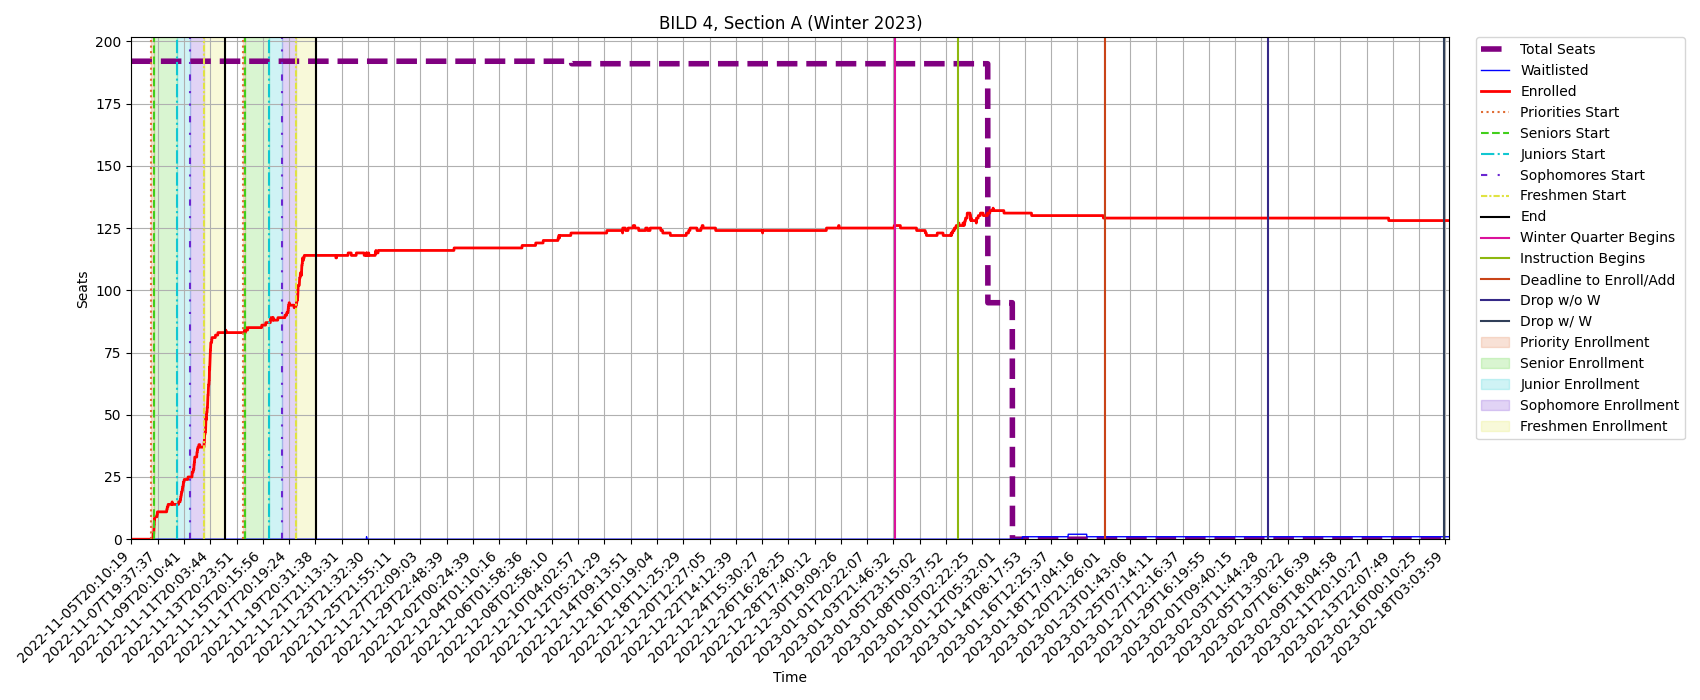 BILD 4, Section A (Winter 2023)
Seats
200
175
150
125
100
75
50
25
0
2022-11-05T20:10:19
2022-11-07T19:37:37
2022-11-09T20:10:41
2022-11-11T20:03:44
2022-11-13T20:23:51
2022-11-15T20:15:56
2022-11-17T20:19:24
2022-11-19T20:31:38
2022-11-21T21:13:31
2022-11-23T21:32:30
2022-11-25T21:55:11
2022-11-27T22:09:03
2022-11-29T22:48:39
2022-12-02T00:24:39
2022-12-04T01:10:16
2022-12-06T01:58:36
2022-12-08T02:58:10
2022-12-10T04:02:57
2022-12-12T05:21:29
2022-12-14T09:13:51
2022-12-16T10:19:04
2022-12-18T11:25:29
2022-12-20T12:27:05
2022-12-22T14:12:39
2022-12-24T15:30:27
2022-12-26T16:28:25
2022-12-28T17:40:12
2022-12-30T19:09:26
2023-01-01T20:22:07
2023-01-03T21:46:32
2023-01-05T23:15:02
2023-01-08T00:37:52
2023-01-10T02:22:25
2023-01-12T05:32:01
2023-01-14T08:17:53
2023-01-16T12:25:37
2023-01-18T17:04:16
2023-01-20T21:26:01
2023-01-23T01:43:06
2023-01-25T07:14:11
2023-01-27T12:16:37
2023-01-29T16:19:55
2023-02-01T09:40:15
2023-02-03T11:44:28
2023-02-05T13:30:22
2023-02-07T16:16:39
2023-02-09T18:04:58
2023-02-11T20:10:27
2023-02-13T22:07:49
2023-02-16T00:10:25
2023-02-18T03:03:59
Time
Total Seats
Waitlisted
Enrolled
Priorities Start
Seniors Start
Juniors Start
Sophomores Start
Freshmen Start
End
Winter Quarter Begins
Instruction Begins
Deadline to Enroll/Add
Drop w/o W
Drop w/ W
Priority Enrollment
Senior Enrollment
Junior Enrollment
Sophomore Enrollment
Freshmen Enrollment